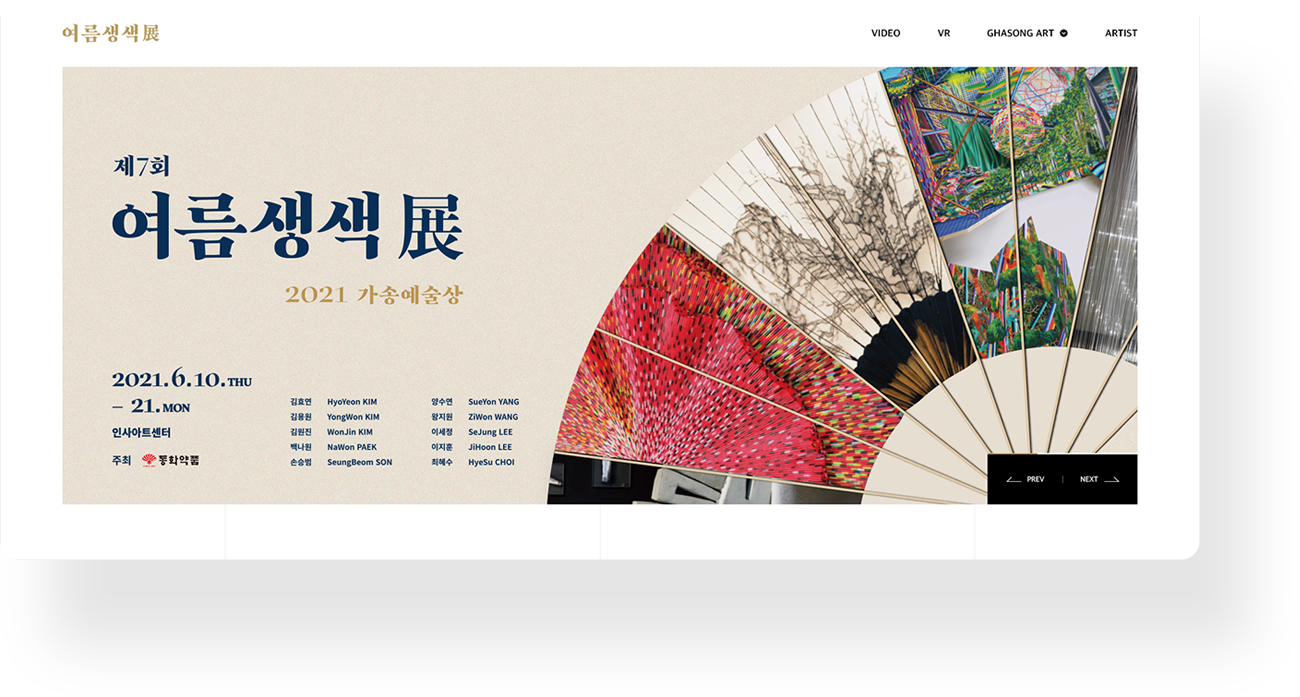 여름생색展
VIDEO
VR
GHASONG ART
ARTIST
제7회
여름생색展
2021 가송예술상
2021.6.10.THU
– 21.MON
인사아트센터
주최 동화약품
김효연 HyoYeon KIM
김용원 YongWon KIM
김원진 WonJin KIM
백나원 NaWon PAEK
손승범 SeungBeom SON
양수연 SueYon YANG
왕지원 ZiWon WANG
이세정 SeJung LEE
이지훈 JiHoon LEE
최혜수 HyeSu CHOI
PREV | NEXT